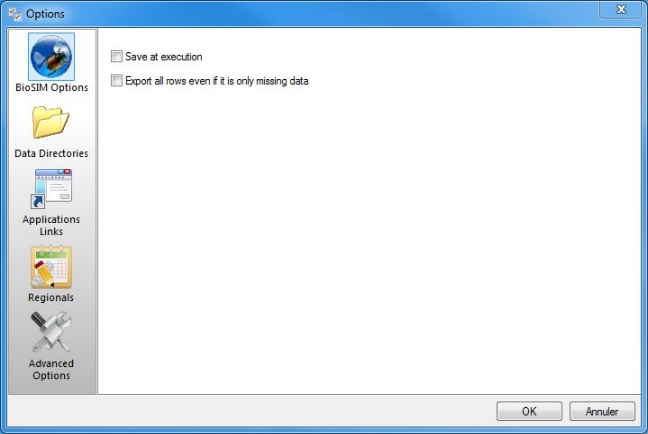 Options
x
BioSIM Options
Data Directories
Applications
Links
Regionals
Advanced
Options
Save at execution
Export all rows even if it is only missing data
OK
Annuler